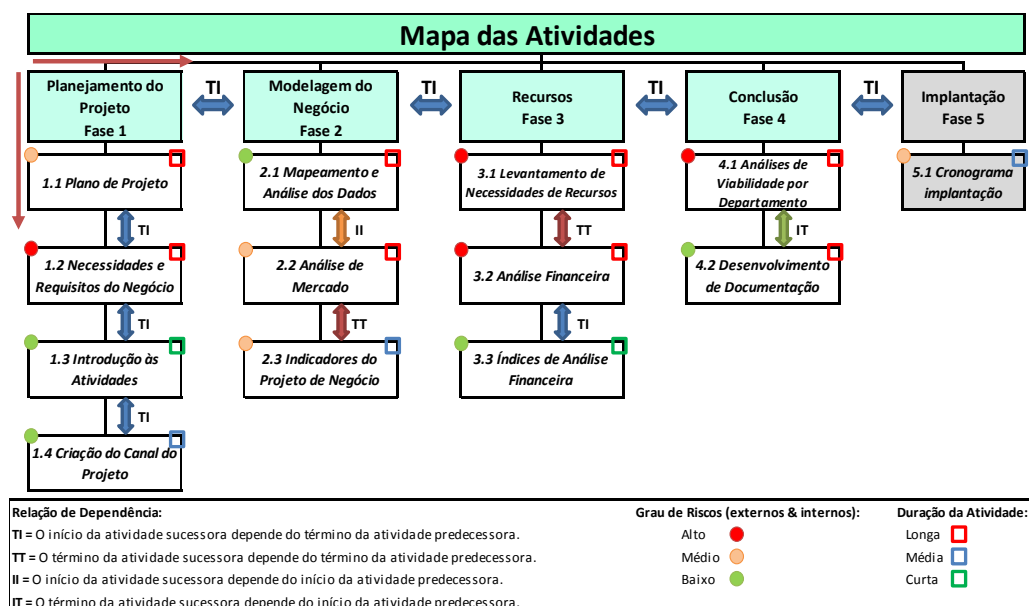 Mapa das Atividades
Planejamento do
Projeto
Fase 1
TI
Modelagem do
Negócio
Fase 2
TI
Recursos
Fase 3
TI
Conclusão
Fase 4
TI
Implantação
Fase 5
1.1 Plano de Projeto
TI
1.2 Necessidades e
Requisitos do Negócio
TI
1.3 Introdução às
Atividades
TI
1.4 Criação do Canal do
Projeto
2.1 Mapeamento e
Análise dos Dados
II
2.2 Análise de
Mercado
TT
2.3 Indicadores do
Projeto de Negócio
3.1 Levantamento de
Necessidades de Recursos
TT
3.2 Análise Financeira
TI
3.3 Índices de Análise
Financeira
4.1 Análises de
Viabilidade por
Departamento
IT
4.2 Desenvolvimento
de Documentação
5.1 Cronograma
implantação
Relação de Dependência:
TI = O início da atividade sucessora depende do término da atividade predecessora.
TT = O término da atividade sucessora depende do término da atividade predecessora.
II = O início da atividade sucessora depende do início da atividade predecessora.
IT = O término da atividade sucessora depende do início da atividade predecessora.
Grau de Riscos (externos & internos):
Alto
Médio
Baixo
Duração da Atividade:
Longa
Média
Curta